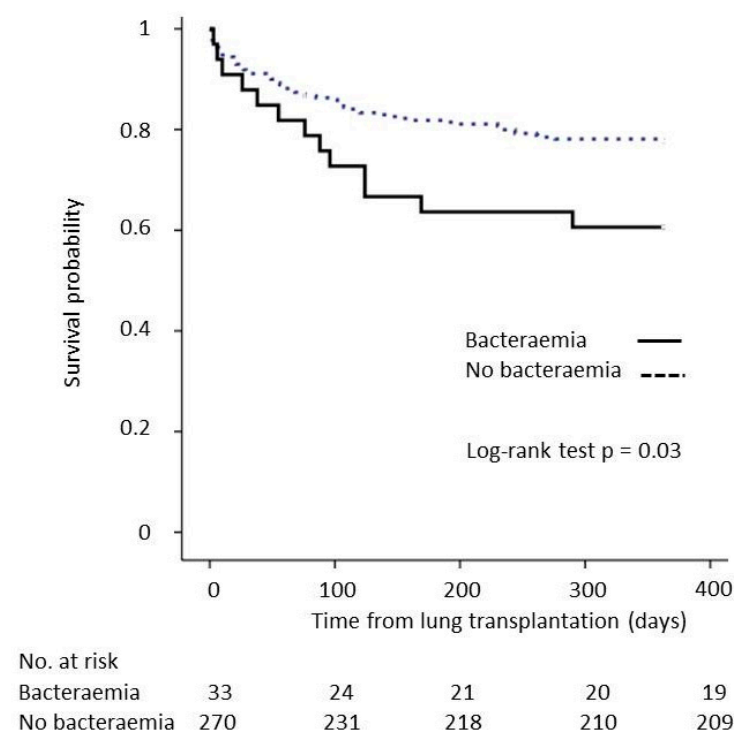 1
0.8
0.6
0.4
0.2
0
Survival probability
Bacteraemia
No bacteraemia
Log-rank test p = 0.03
0 100 200 300 400
Time from lung transplantation (days)
No. at risk
Bacteraemia 33 24 21 20 19
No bacteraemia 270 231 218 210 209